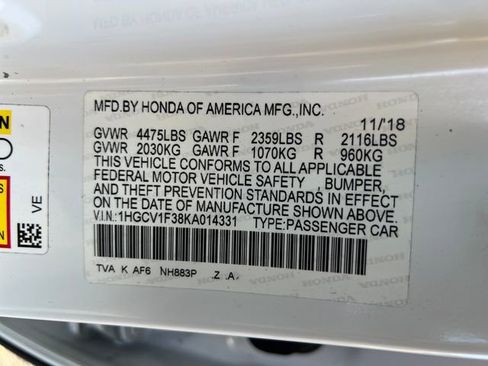 MFD.BY HONDA OF AMERICA MFG.,INC.
11/'18
GVWR 4475LBS GAWR F 2359LBS R 2116LBS
GVWR 2030KG GAWR F 1070KG R 960KG
THIS VEHICLE CONFORMS TO ALL APPLICABLE
FEDERAL MOTOR VEHICLE SAFETY , BUMPER,
AND THEFT PREVENTION STANDARDS IN EFFECT
ON THE DATE OF MANUFACTURE SHOWN ABOVE.
V.I.N.:1HGCV1F38KA014331 TYPE:PASSENGER CAR
TVA K AF6 NH883P .Z .A.
VE